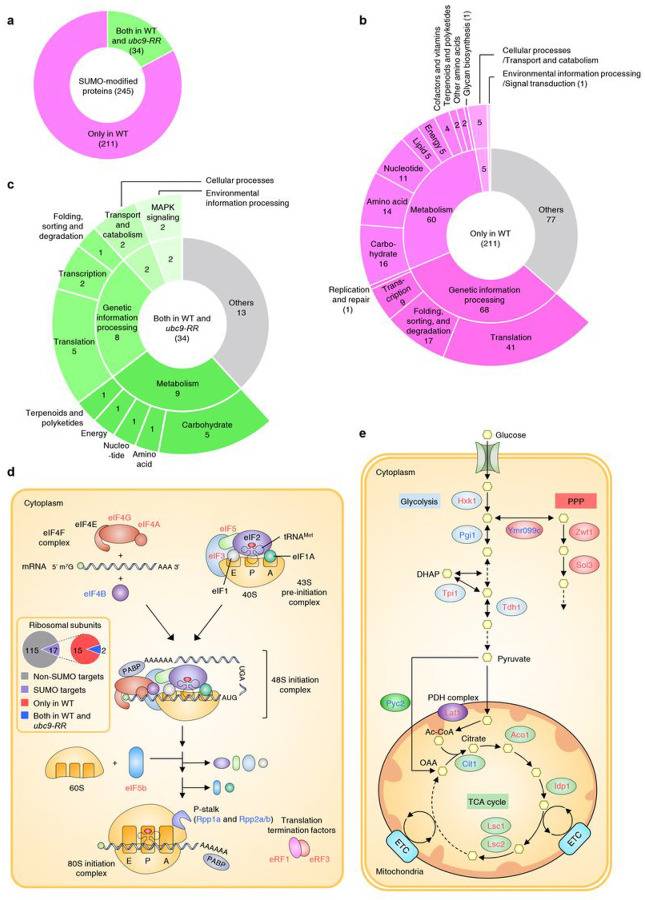 a
Both in WT
and ubc9-RR
(34)
SUMO-modified
proteins (245)
Only in WT
(211)
b
Cofactors and vitamins
Terpenoids and polyketides
Other amino acids
Glycan biosynthesis (1)
Cellular processes
/Transport and catabolism
Environmental information processing
/Signal transduction (1)
Energy 5
4
2
2
5
Lipid 5
Nucleotide
11
5
Amino acid
14
Metabolism
60
Others
77
Only in WT
(211)
Carbo-
hydrate
16
Replication
and repair
(1)
Trans-
cription
9
Genetic information
processing
68
Folding,
sorting, and
degradation
17
Translation
41
c
Cellular processes
Environmental
information processing
Folding,
sorting and
degradation
Transport
and
catabolism
2
MAPK
signaling
2
1
2
2
Transcription
2
Others
13
Genetic
information
processing
8
Both in WT and
ubc9-RR
(34)
Translation
5
Metabolism
9
Terpenoids and
polyketides
1
1
1
1
Energy
Nucleo
-tide
Amino
acid
Carbohydrate
5
d
Cytoplasm
eIF4F
complex
eIF4E
eIF4G
eIF4A
+
mRNA
5' m⁷G
AAA 3'
+
eIF4B
eIF5
eIF2
tRNAMet
eIF3
eIF1A
E P A
eIF1
40S
43S
pre-initiation
complex
Ribosomal subunits
115
17
15
2
Non-SUMO targets
SUMO targets
Only in WT
Both in WT and
ubc9-RR
PABP
AAAAAA
UGA
AUG
48S initiation
complex
60S
+
eIF5b
P-stalk
(Rpp1a and Rpp2a/b)
AAAAAA
PABP
E P A
80S initiation
complex
Translation
termination factors
eRF1
eRF3
e
Glucose
Cytoplasm
Glycolysis
Hxk1
PPP
Pgi1
Ymr099c
Zwf1
Sol3
DHAP
Tpi1
Tdh1
Pyruvate
Pyc2
PDH complex
Lat1
Ac-CoA
Citrate
Aco1
OAA
Cit1
Idp1
TCA cycle
Lsc1
Lsc2
ETC
ETC
Mitochondria